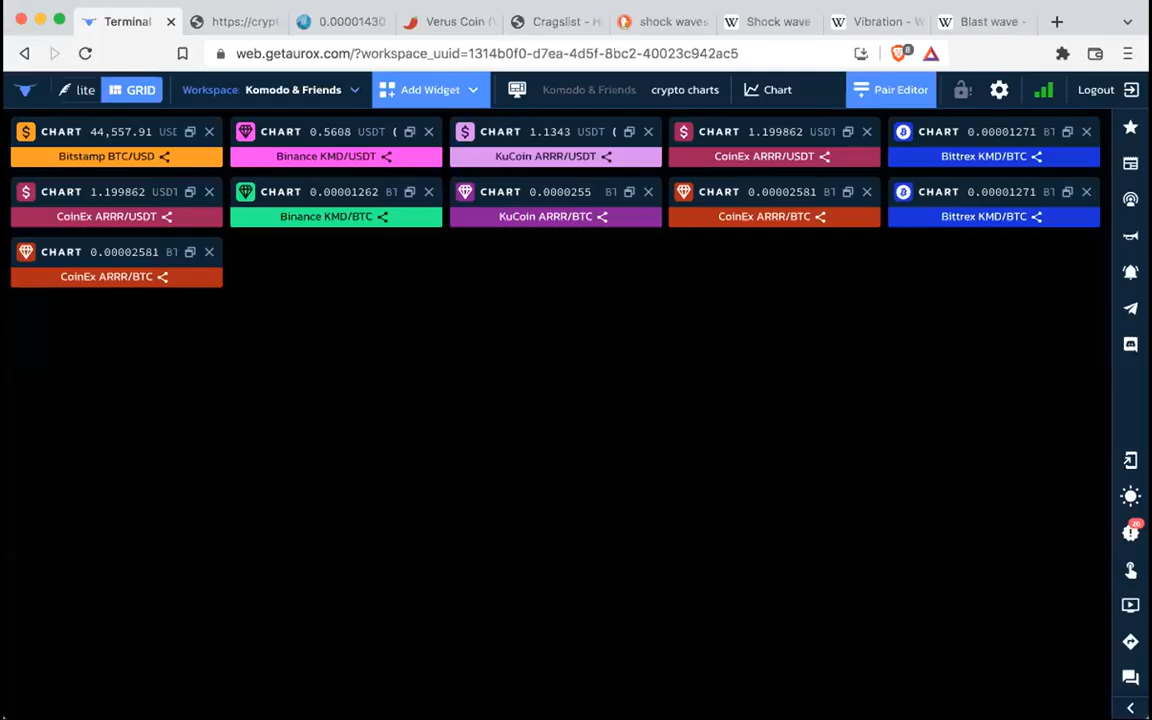 Terminal
https://cryp
0.00001430
Verus Coin (
Cragslist - H
shock waves
Shock wave
Vibration - W
Blast wave -
web.getaurox.com/?workspace_uuid=1314b0f0-d7ea-4d5f-8bc2-40023c942ac5
8
lite GRID Workspace: Komodo & Friends Add Widget Komodo & Friends crypto charts Chart Pair Editor Logout
CHART 44,557.91 USD
CHART 0.5608 USDT (
CHART 1.1343 USDT (
CHART 1.199862 USDT
CHART 0.00001271 BT
Bitstamp BTC/USD
Binance KMD/USDT
KuCoin ARRR/USDT
CoinEx ARRR/USDT
Bittrex KMD/BTC
CHART 1.199862 USDT
CHART 0.00001262 BT
CHART 0.0000255 BT
CHART 0.00002581 BT
CHART 0.00001271 BT
CoinEx ARRR/USDT
Binance KMD/BTC
KuCoin ARRR/BTC
CoinEx ARRR/BTC
Bittrex KMD/BTC
CHART 0.00002581 BT
CoinEx ARRR/BTC
26